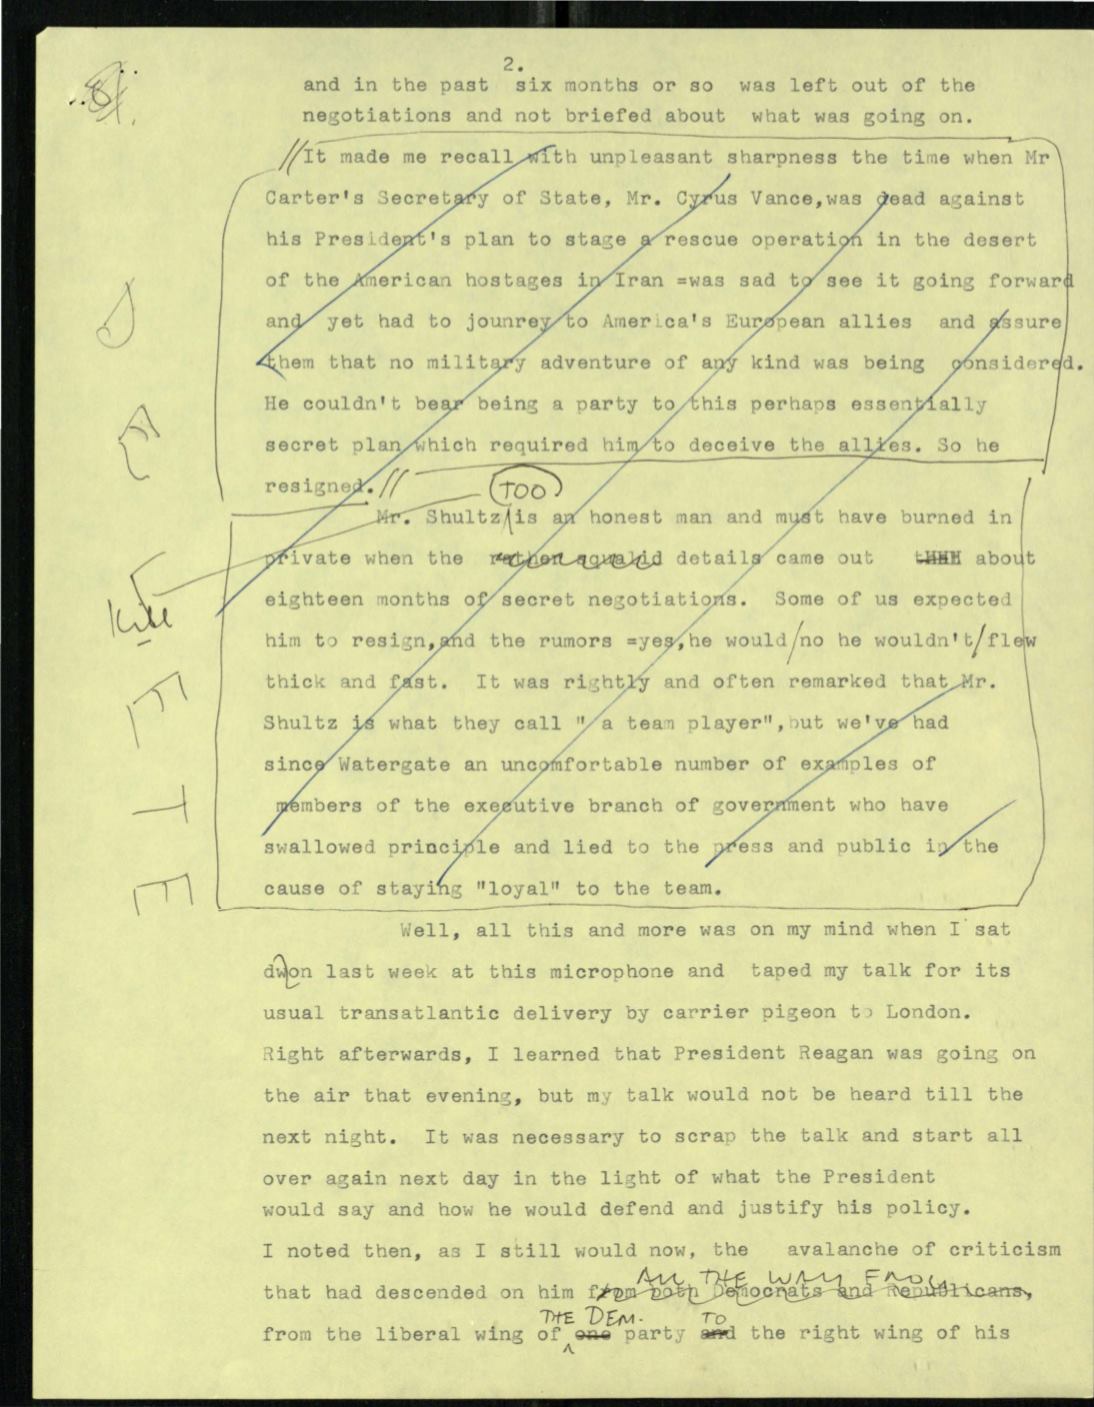 2.
and in the past six months or so was left out of the
negotiations and not briefed about what was going on.
//It made me recall with unpleasant sharpness the time when Mr
Carter's Secretary of State, Mr. Cyrus Vance,was dead against
his President's plan to stage a rescue operation in the desert
of the American hostages in Iran =was sad to see it going forward
and yet had to jounrey to America's European allies and assure
them that no military adventure of any kind was being considered.
He couldn't bear being a party to this perhaps essentially
secret plan which required him to deceive the allies. So he
resigned.// TOO
Mr. Shultz is an honest man and must have burned in
private when the rather squalid details came out about
Kill
eighteen months of secret negotiations. Some of us expected
him to resign,and the rumors =yes,he would/no he wouldn't/flew
thick and fast. It was rightly and often remarked that Mr.
Shultz is what they call " a team player",but we've had
since Watergate an uncomfortable number of examples of
members of the executive branch of government who have
swallowed principle and lied to the press and public in the
cause of staying "loyal" to the team.
DELETE
Well, all this and more was on my mind when I sat
dwon last week at this microphone and taped my talk for its
usual transatlantic delivery by carrier pigeon to London.
Right afterwards, I learned that President Reagan was going on
the air that evening, but my talk would not be heard till the
next night. It was necessary to scrap the talk and start all
over again next day in the light of what the President
would say and how he would defend and justify his policy.
I noted then, as I still would now, the avalanche of criticism
ALL THE WAY FROM
that had descended on him from both Democrats and Republicans,
THE DEM. TO
from the liberal wing of one party and the right wing of his